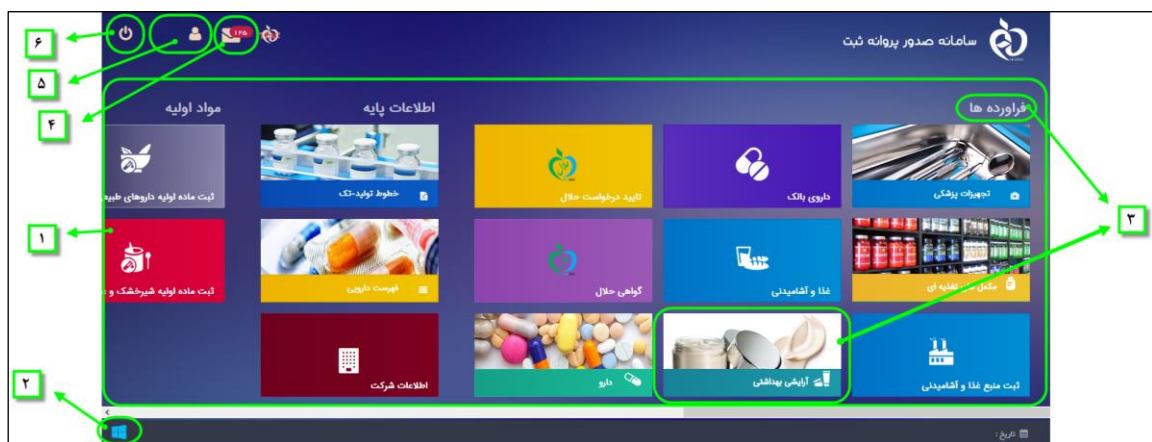 سامانه صدور پروانه ثبت
۱۲۵
۶
۵
۴
فراورده ها
اطلاعات پایه
مواد اولیه
تجهیزات پزشکی
داروی بالک
تایید درخواست حلال
خطوط تولید-تک
ثبت ماده اولیه داروهای طبیعی
۳
۱
مکمل های تغذیه ای
غذا و آشامیدنی
گواهی حلال
فهرست دارویی
ثبت ماده اولیه شیرخشک و
ثبت منبع غذا و آشامیدنی
آرایشی بهداشتی
دارو
اطلاعات شرکت
۲
تاریخ: